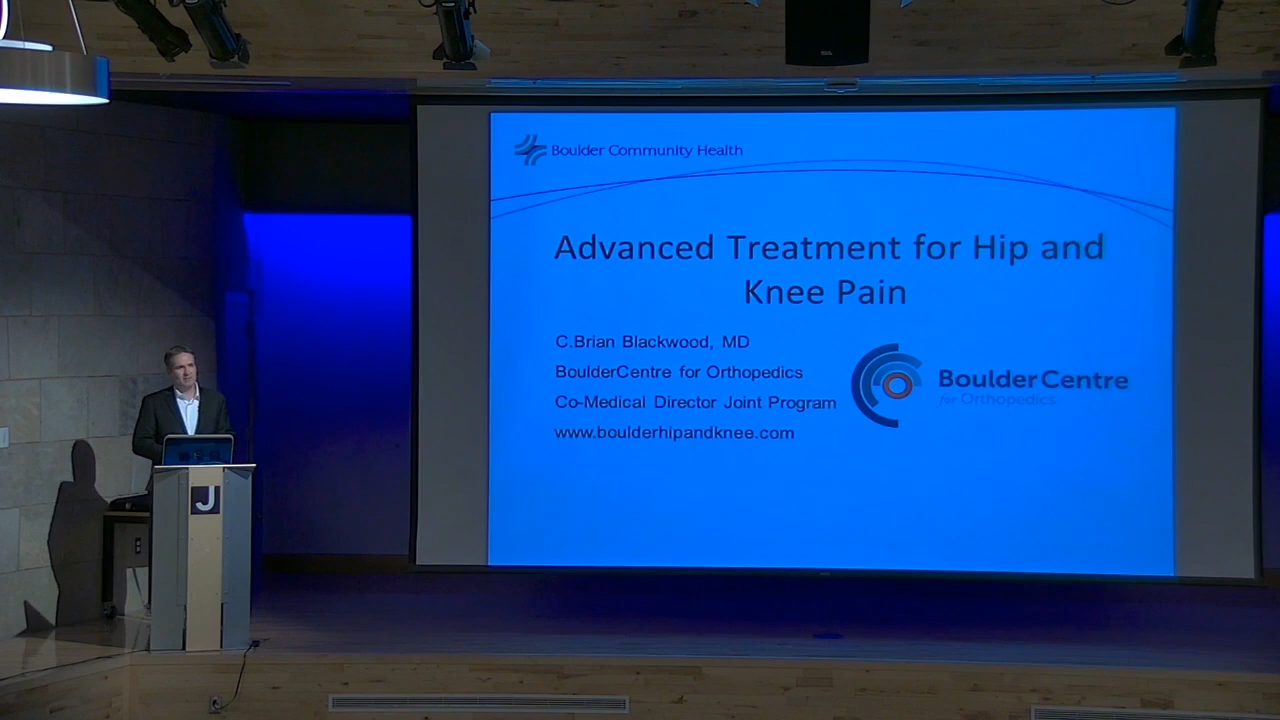 Boulder Community Health
Advanced Treatment for Hip and
Knee Pain
C.Brian Blackwood, MD
BoulderCentre for Orthopedics
Co-Medical Director Joint Program
www.boulderhipandknee.com
BoulderCentre
for Orthopedics
J